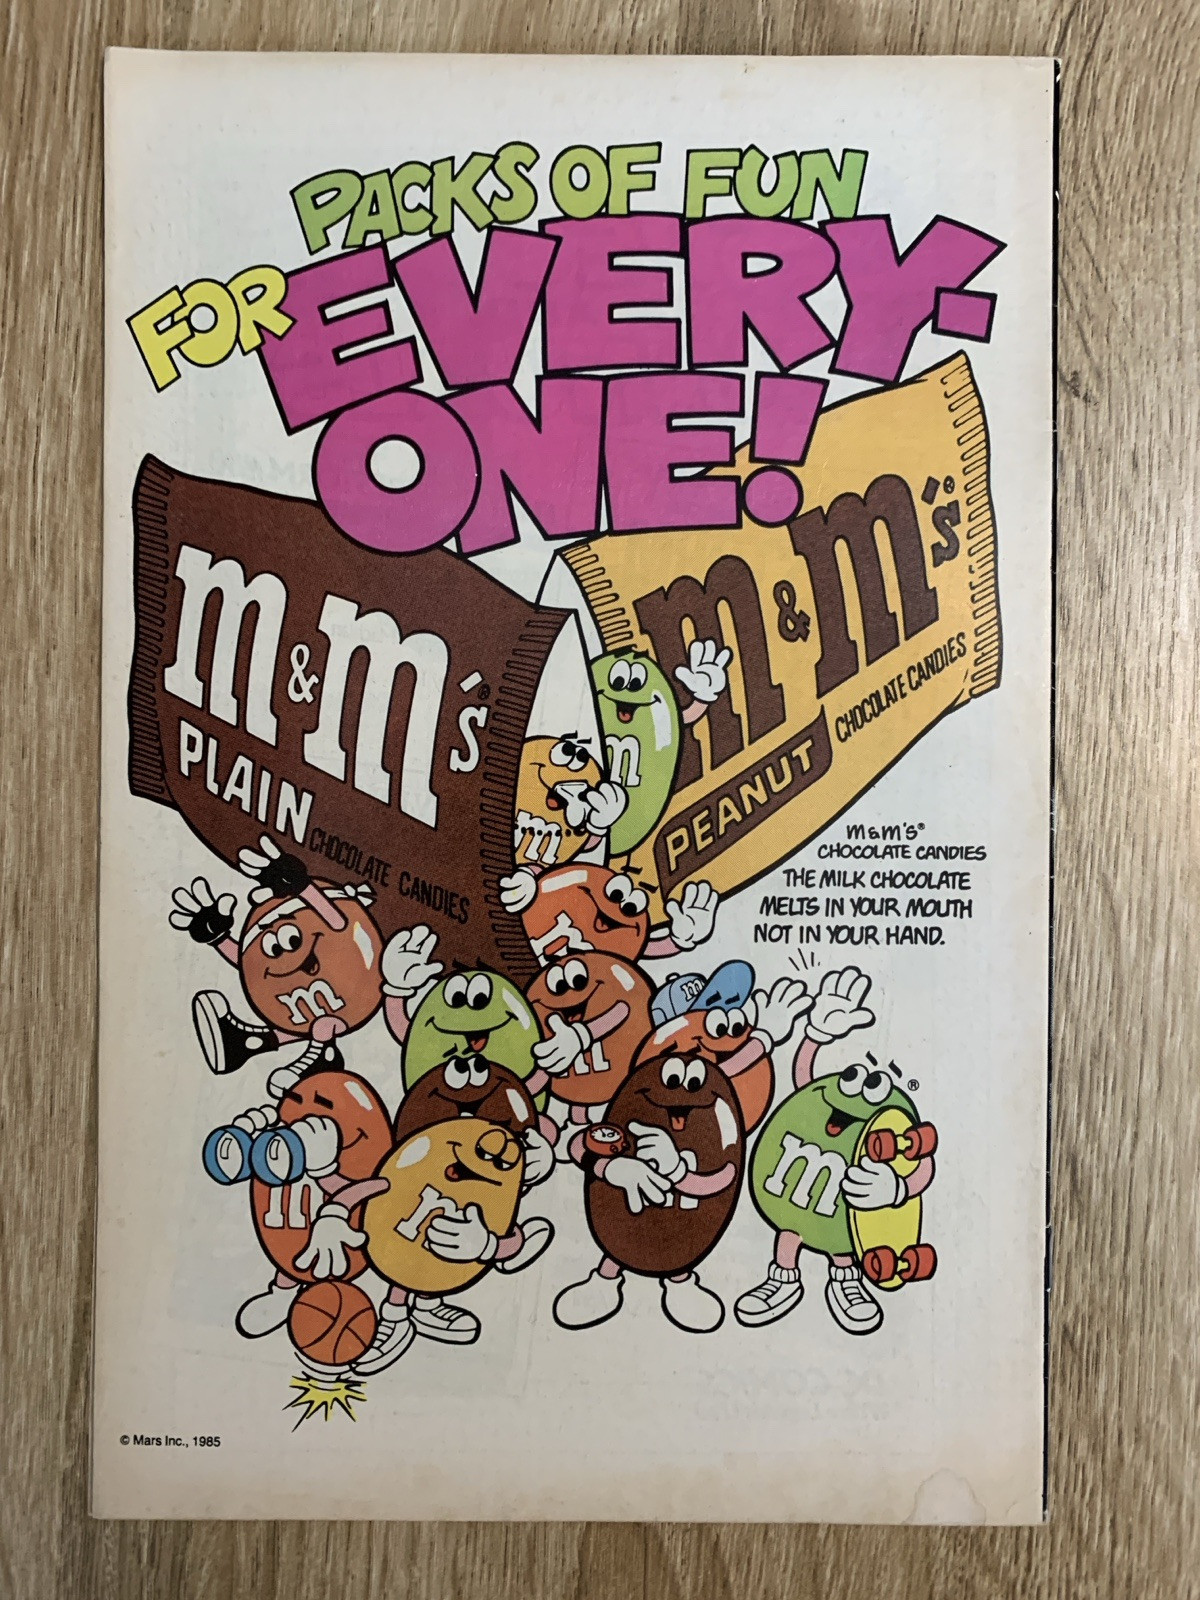 PACKS OF FUN
FOR EVERY-
ONE!
m&m's®
PLAIN
CHOCOLATE CANDIES
m&m's®
PEANUT
CHOCOLATE CANDIES
m&m's®
CHOCOLATE CANDIES
THE MILK CHOCOLATE
MELTS IN YOUR MOUTH
NOT IN YOUR HAND.
m
m
m
m
m
m
m
m
m
m
®
© Mars Inc., 1985